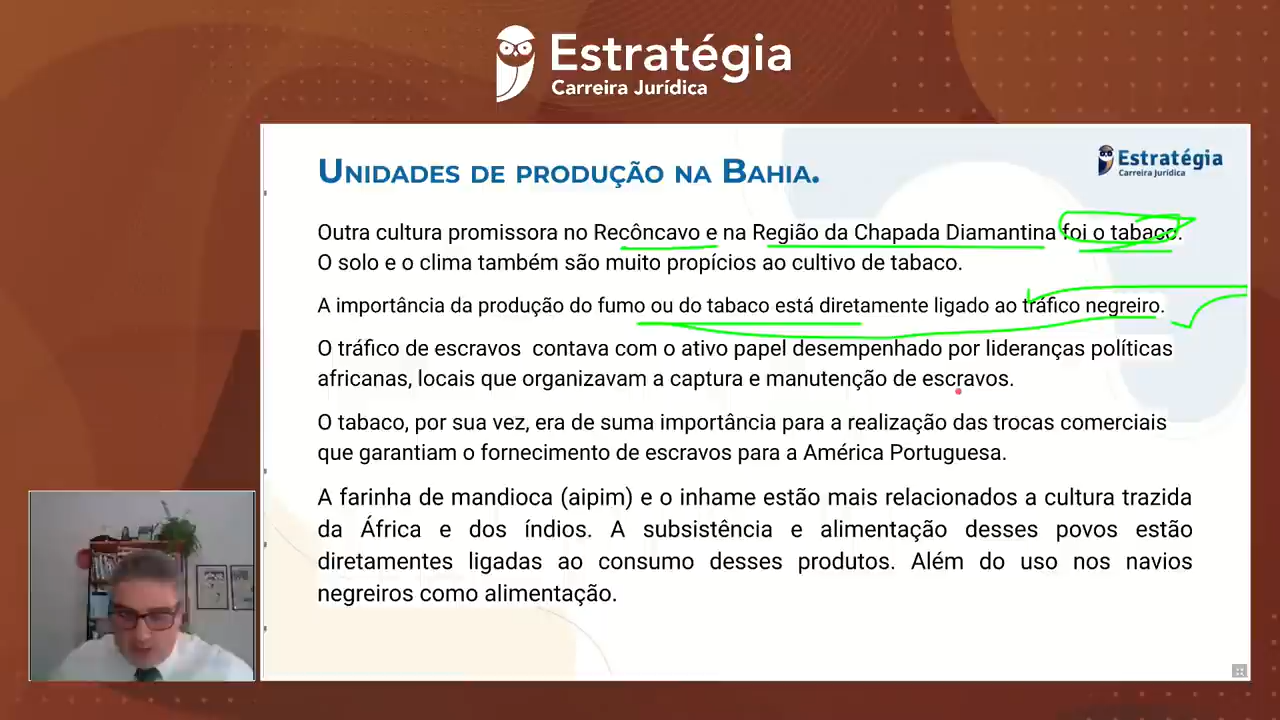 Estratégia
Carreira Jurídica
UNIDADES DE PRODUÇÃO NA BAHIA.
Estratégia
Carreira Jurídica
Outra cultura promissora no Recôncavo e na Região da Chapada Diamantina foi o tabaco.
O solo e o clima também são muito propícios ao cultivo de tabaco.
A importância da produção do fumo ou do tabaco está diretamente ligado ao tráfico negreiro.
O tráfico de escravos contava com o ativo papel desempenhado por lideranças políticas
africanas, locais que organizavam a captura e manutenção de escravos.
O tabaco, por sua vez, era de suma importância para a realização das trocas comerciais
que garantiam o fornecimento de escravos para a América Portuguesa.
A farinha de mandioca (aipim) e o inhame estão mais relacionados a cultura trazida
da África e dos índios. A subsistência e alimentação desses povos estão
diretamentes ligadas ao consumo desses produtos. Além do uso nos navios
negreiros como alimentação.